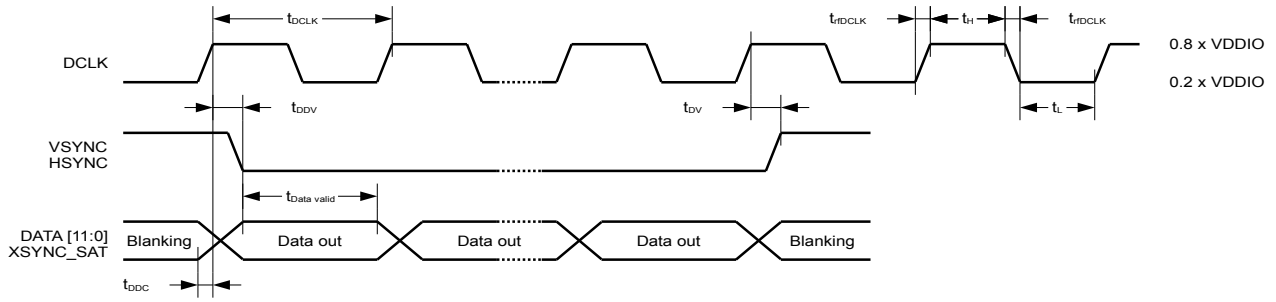 tDCLK
trfDCLK
tH
trfDCLK
DCLK
0.8 x VDDIO
0.2 x VDDIO
tDDV
tDV
tL
VSYNC
HSYNC
tData valid
DATA [11:0]
XSYNC_SAT
Blanking
Data out
Data out
Data out
Blanking
tDDC